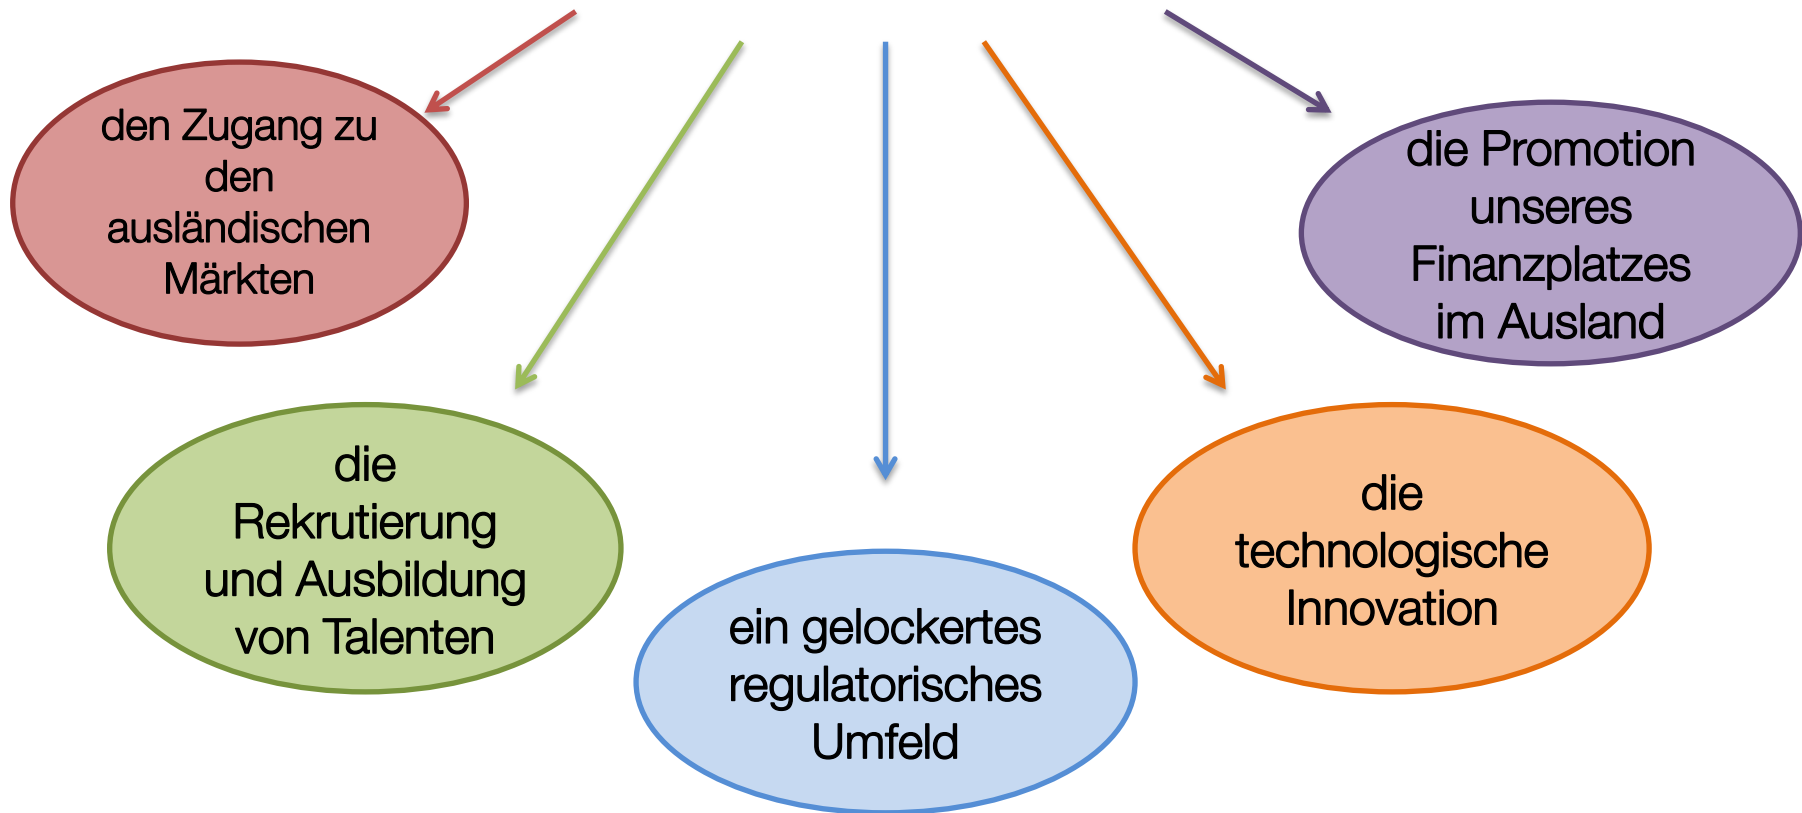 den Zugang zu
den
ausländischen
Märkten
die
Rekrutierung
und Ausbildung
von Talenten
ein gelockertes
regulatorisches
Umfeld
die
technologische
Innovation
die Promotion
unseres
Finanzplatzes
im Ausland